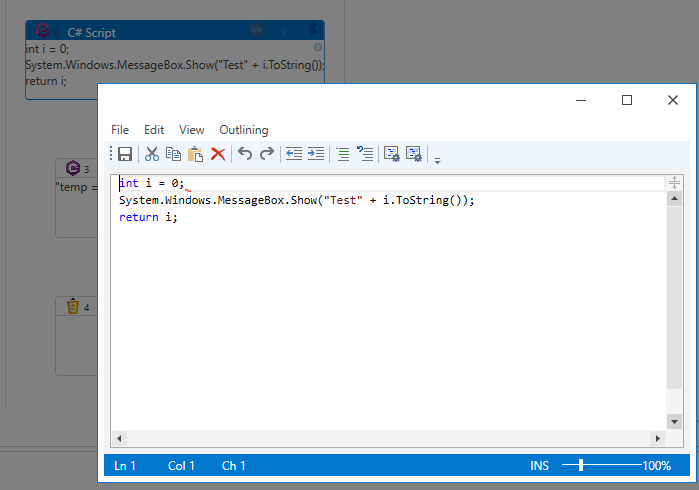 C# Script
int i = 0;
System.Windows.MessageBox.Show("Test" + i.ToString());
return i;
3
"temp =
4
File Edit View Outlining
int i = 0;
System.Windows.MessageBox.Show("Test" + i.ToString());
return i;
Ln 1 Col 1 Ch 1 INS 100%